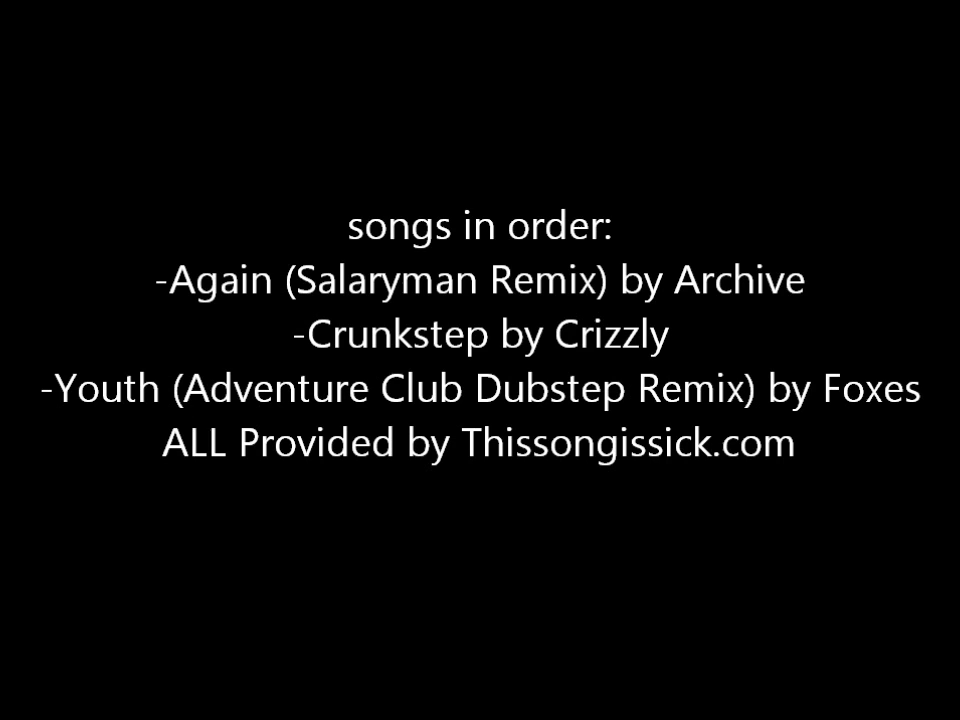 songs in order:
-Again (Salaryman Remix) by Archive
-Crunkstep by Crizzly
-Youth (Adventure Club Dubstep Remix) by Foxes
ALL Provided by Thissongissick.com